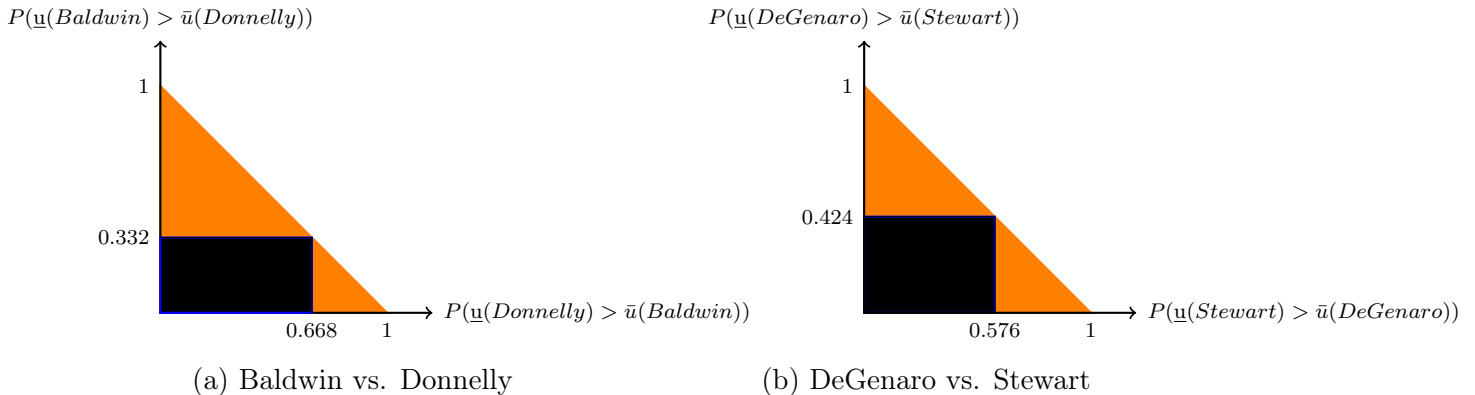 P(u(Baldwin) > ū(Donnelly))
1
0.332
0.668
1
P(u(Donnelly) > ū(Baldwin))
(a) Baldwin vs. Donnelly
P(u(DeGenaro) > ū(Stewart))
1
0.424
0.576
1
P(u(Stewart) > ū(DeGenaro))
(b) DeGenaro vs. Stewart